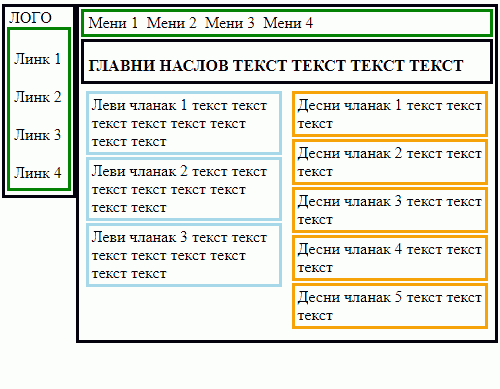 ЛОГО
Линк 1
Линк 2
Линк 3
Линк 4
Мени 1 Мени 2 Мени 3 Мени 4
ГЛАВНИ НАСЛОВ ТЕКСТ ТЕКСТ ТЕКСТ ТЕКСТ
Леви чланак 1 текст текст
текст текст текст текст
текст текст
Леви чланак 2 текст текст
текст текст текст текст
текст текст
Леви чланак 3 текст текст
текст текст текст текст
текст текст
Десни чланак 1 текст текст
текст
Десни чланак 2 текст текст
текст
Десни чланак 3 текст текст
текст
Десни чланак 4 текст текст
текст
Десни чланак 5 текст текст
текст